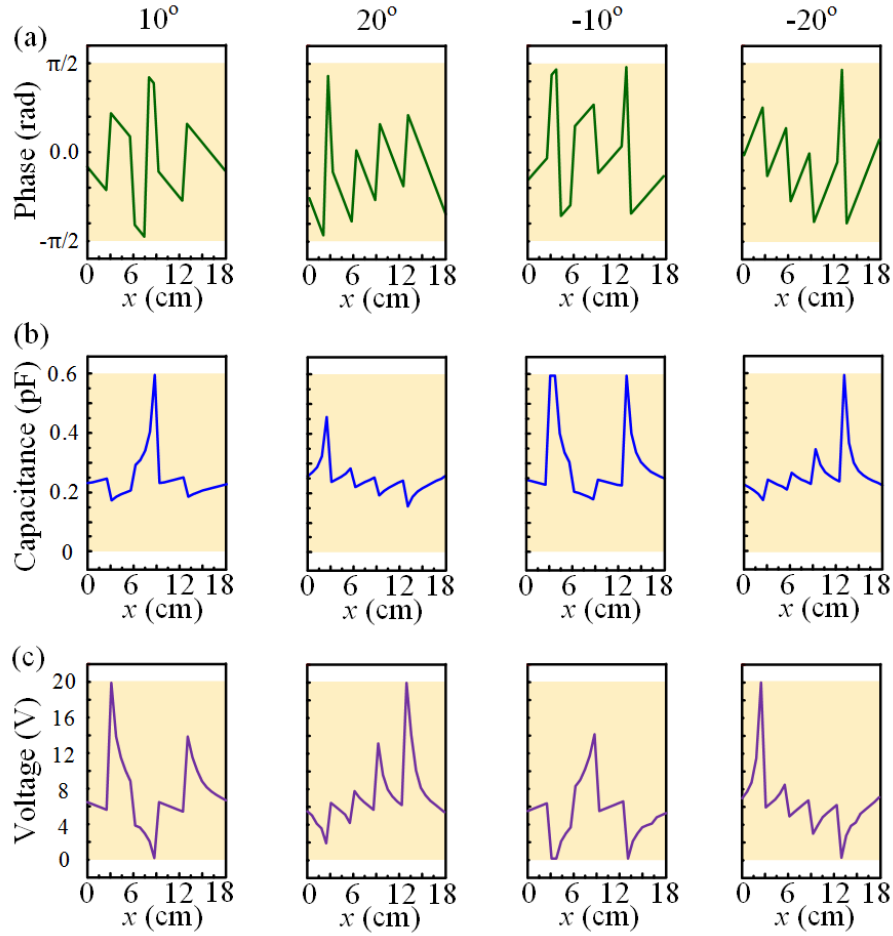 10° 20° -10° -20°
(a)
Phase (rad)
π/2
0.0
-π/2
0 6 12 18 0 6 12 18 0 6 12 18 0 6 12 18
x (cm) x (cm) x (cm) x (cm)
(b)
Capacitance (pF)
0.6
0.4
0.2
0
0 6 12 18 0 6 12 18 0 6 12 18 0 6 12 18
x (cm) x (cm) x (cm) x (cm)
(c)
Voltage (V)
20
16
12
8
4
0
0 6 12 18 0 6 12 18 0 6 12 18 0 6 12 18
x (cm) x (cm) x (cm) x (cm)